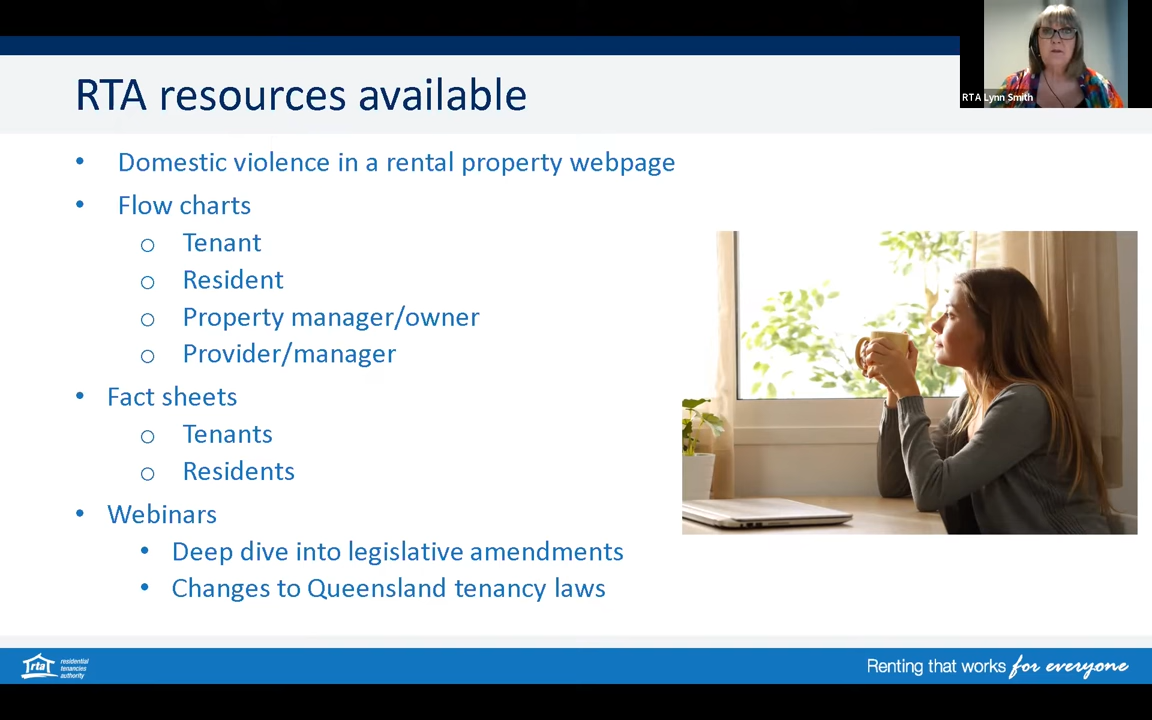 RTA resources available
RTA Lynn Smith
• Domestic violence in a rental property webpage
• Flow charts
o Tenant
o Resident
o Property manager/owner
o Provider/manager
• Fact sheets
o Tenants
o Residents
• Webinars
• Deep dive into legislative amendments
• Changes to Queensland tenancy laws
rta
residential
tenancies
authority
Renting that works for everyone